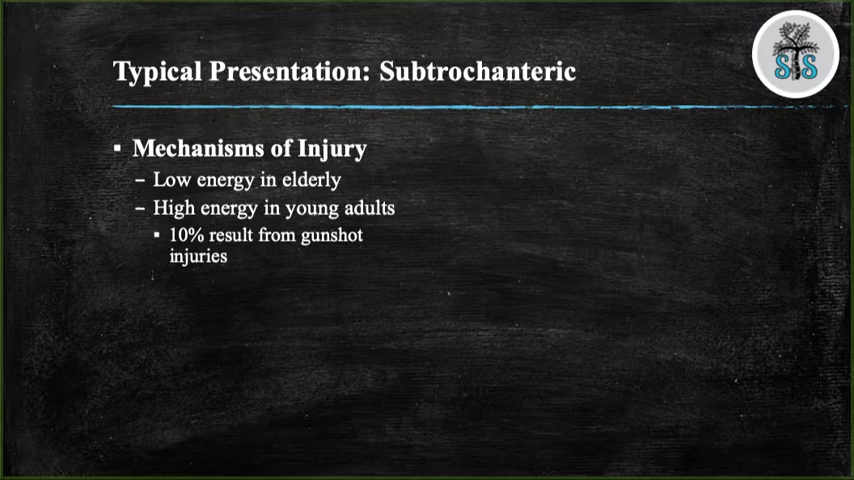 Typical Presentation: Subtrochanteric
STS
▪ Mechanisms of Injury
– Low energy in elderly
– High energy in young adults
▪ 10% result from gunshot
injuries